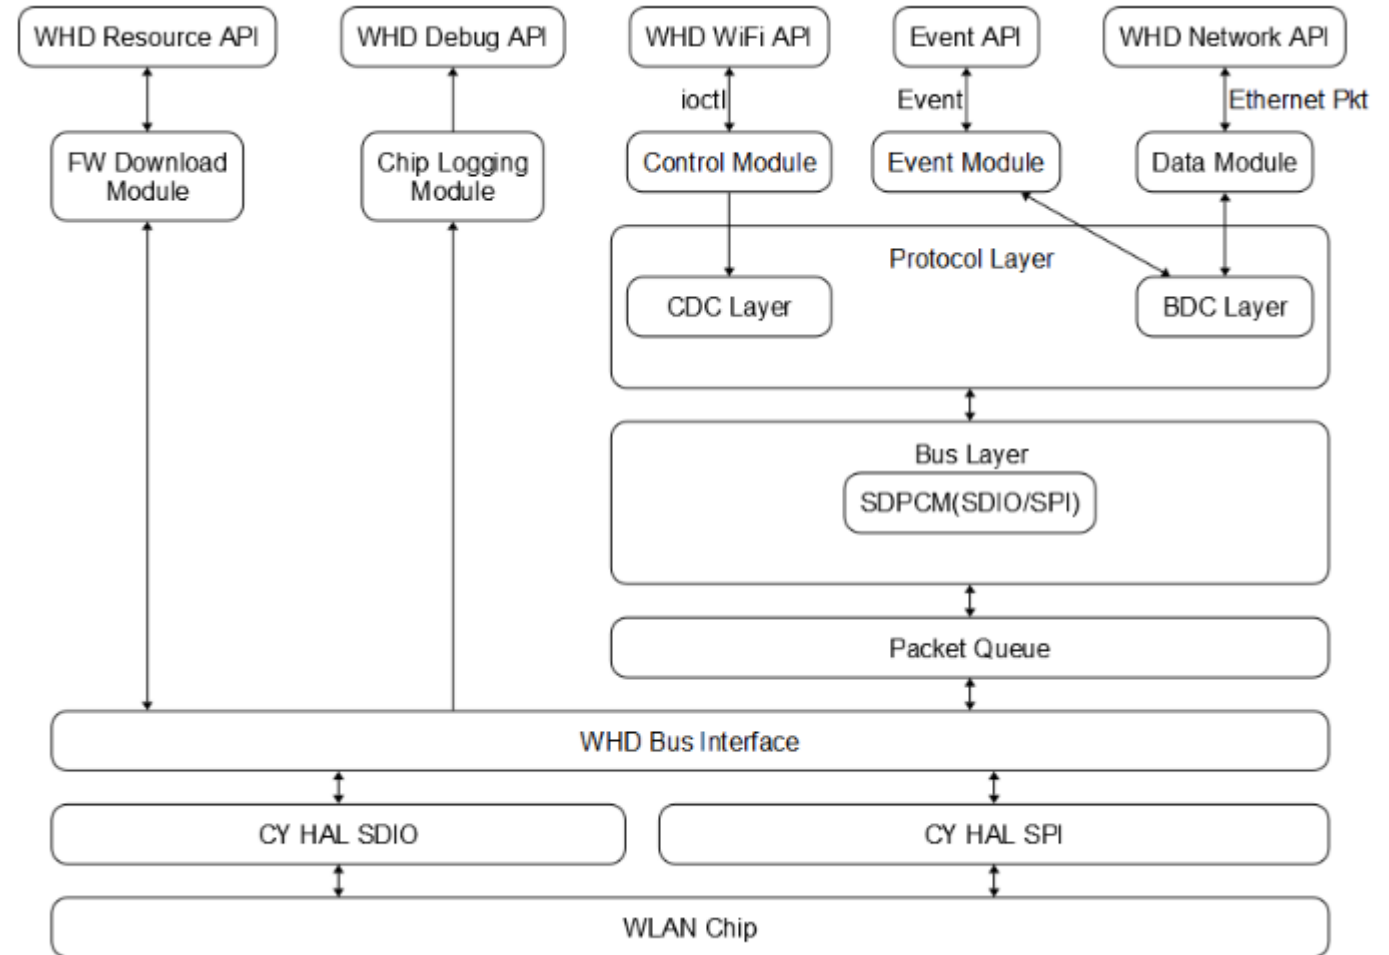 WHD Resource API
WHD Debug API
WHD WiFi API
Event API
WHD Network API
ioctl
Event
Ethernet Pkt
FW Download
Module
Chip Logging
Module
Control Module
Event Module
Data Module
Protocol Layer
CDC Layer
BDC Layer
Bus Layer
SDPCM(SDIO/SPI)
Packet Queue
WHD Bus Interface
CY HAL SDIO
CY HAL SPI
WLAN Chip